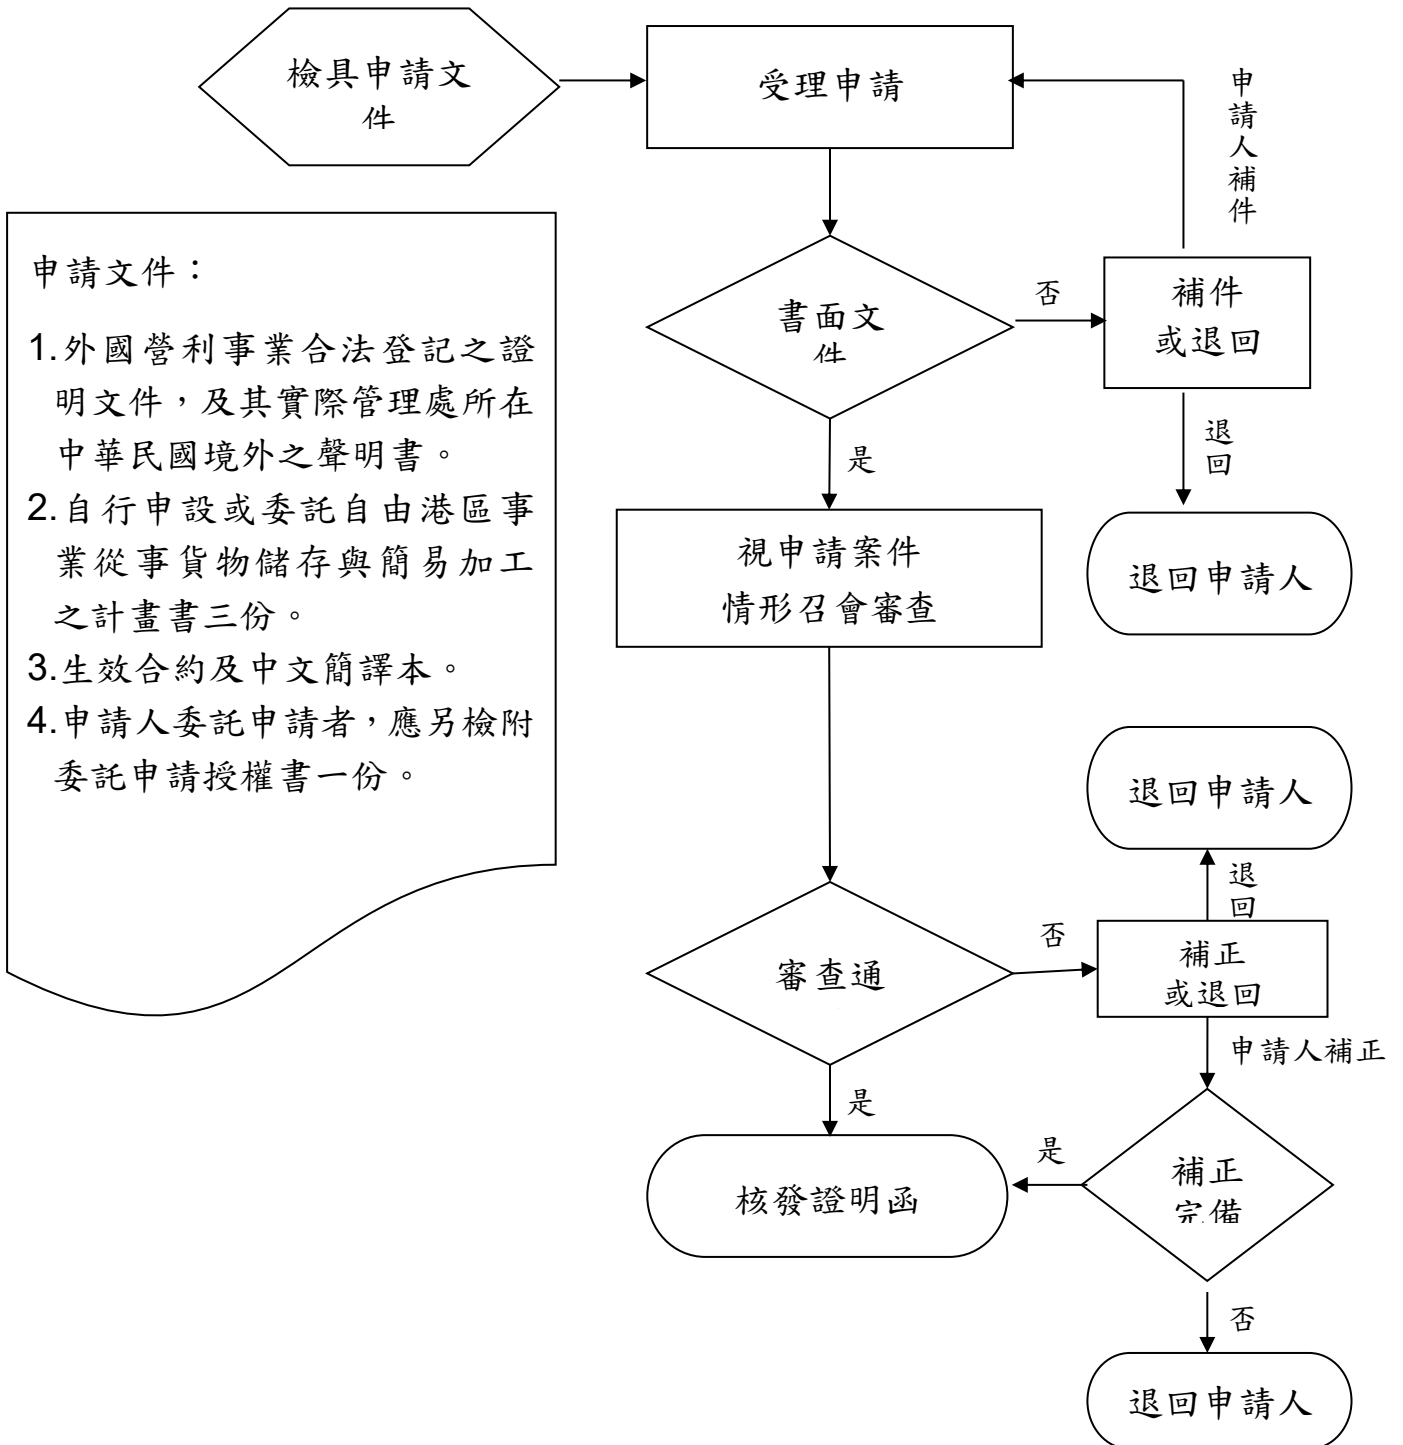 檢具申請文
件
受理申請
申請人補件
申請文件：
1.外國營利事業合法登記之證
明文件，及其實際管理處所在
中華民國境外之聲明書。
2.自行申設或委託自由港區事
業從事貨物儲存與簡易加工
之計畫書三份。
3.生效合約及中文簡譯本。
4.申請人委託申請者，應另檢附
委託申請授權書一份。
書面文
件
否
補件
或退回
是
退回
視申請案件
情形召會審查
退回申請人
退回申請人
退回
審查通
否
補正
或退回
申請人補正
是
核發證明函
是
補正
完備
否
退回申請人